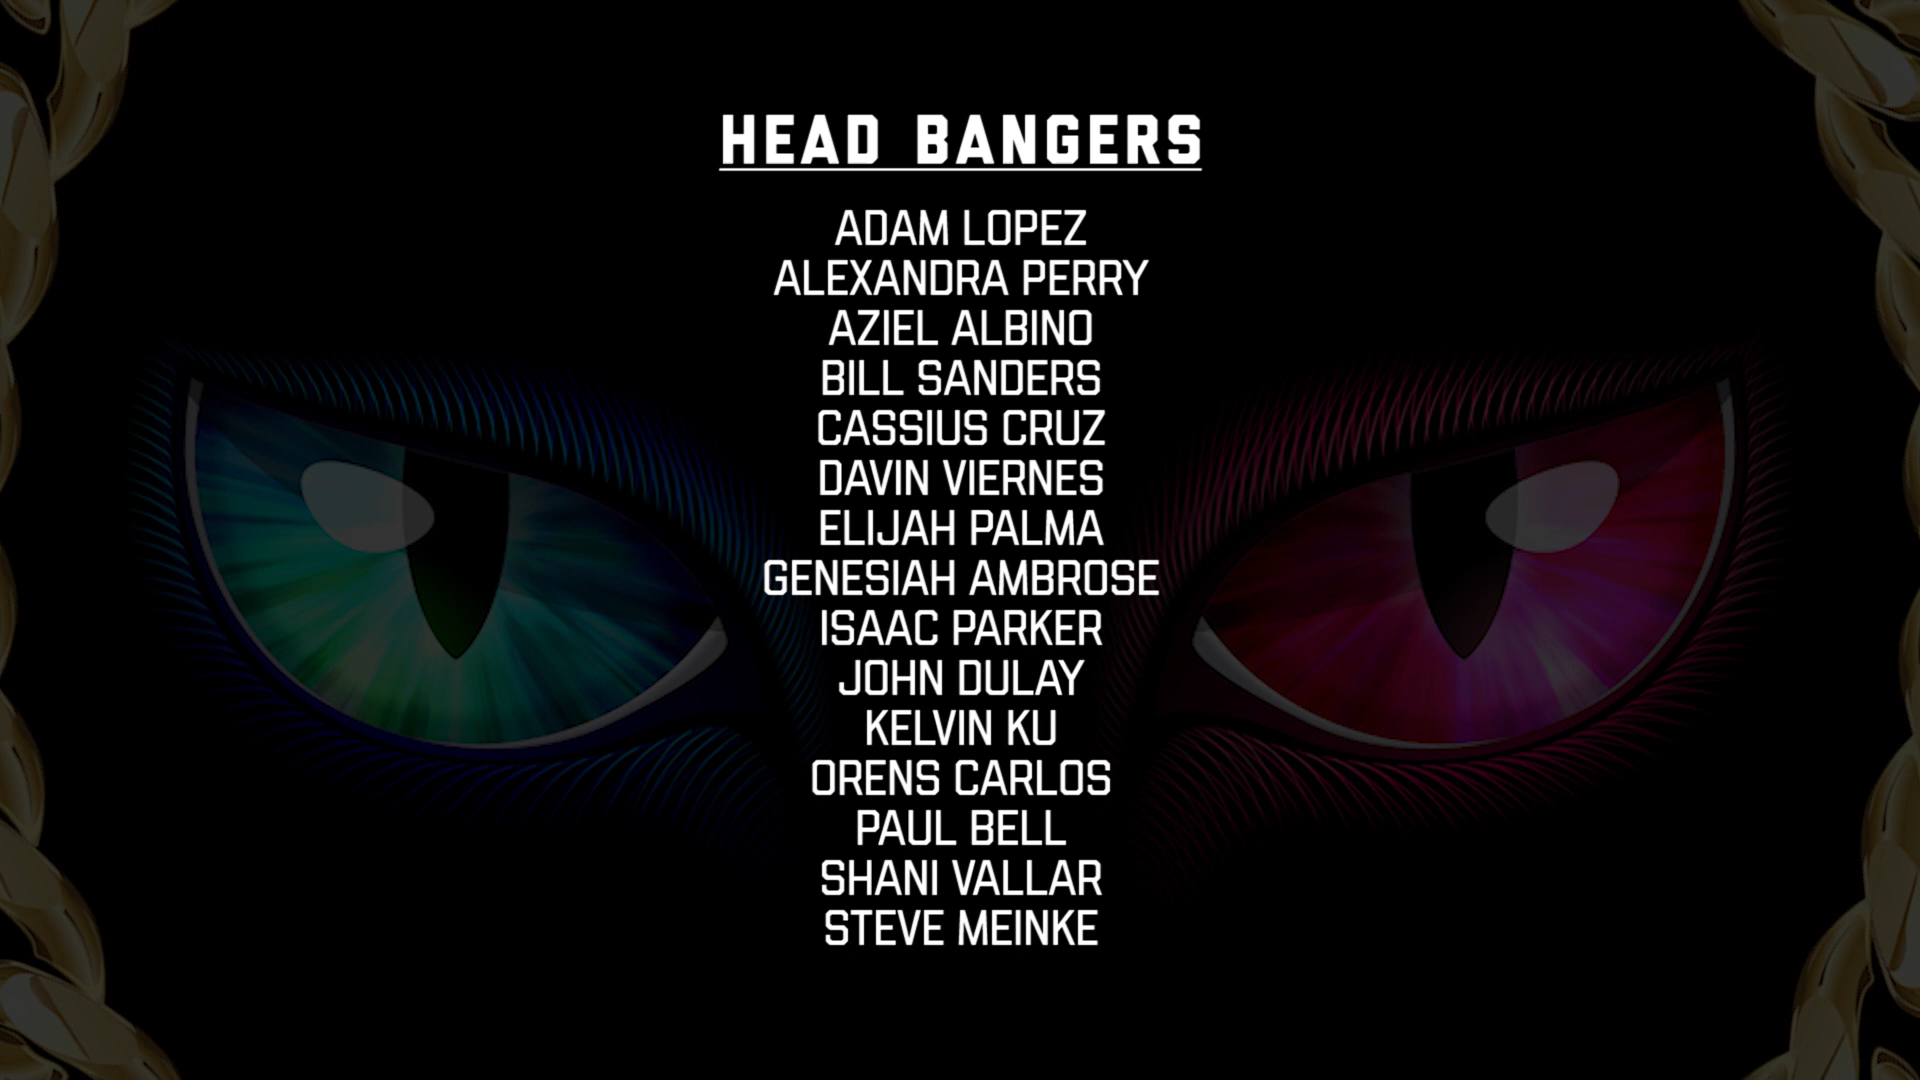 HEAD BANGERS
ADAM LOPEZ
ALEXANDRA PERRY
AZIEL ALBINO
BILL SANDERS
CASSIUS CRUZ
DAVIN VIERNES
ELIJAH PALMA
GENESIAH AMBROSE
ISAAC PARKER
JOHN DULAY
KELVIN KU
ORENS CARLOS
PAUL BELL
SHANI VALLAR
STEVE MEINKE